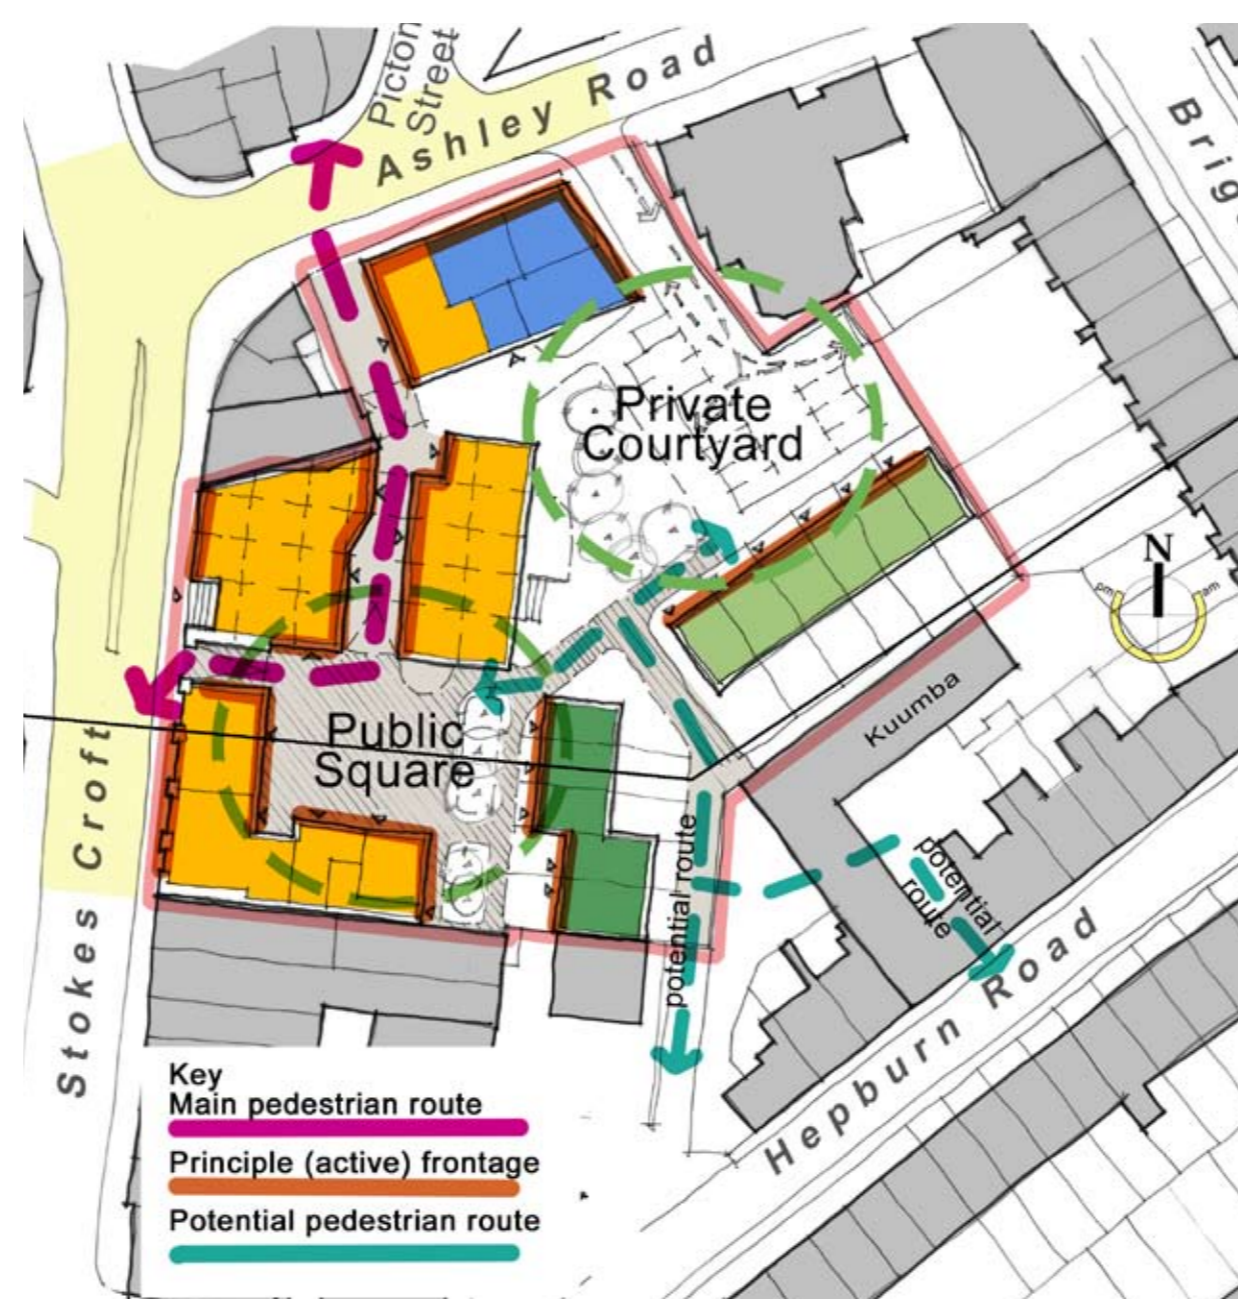 Picton
Street
Ashley Road
Brig
Private
Courtyard
N
pm
am
Kuumba
Public
Square
Stokes Croft
potential route
potential
route
Hepburn Road
Key
Main pedestrian route
Principle (active) frontage
Potential pedestrian route